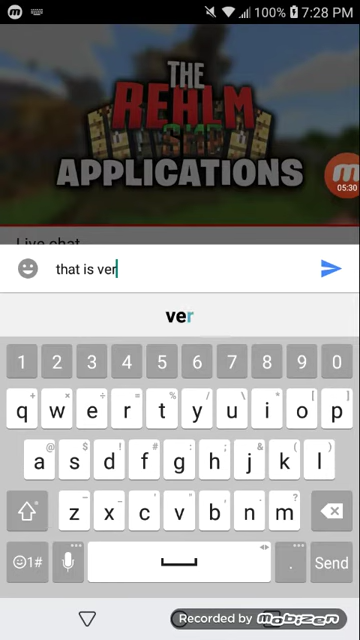 100% 7:28 PM
THE
REALM
SMP
APPLICATIONS
05:30
Live chat
that is ver
ver
1 2 3 4 5 6 7 8 9 0
+ × ÷ = % / \ | [ ]
q w e r t y u i o p
@ $ ! # : ; & ( )
a s d f g h j k l
_ - ' " , ?
z x c v b n m
1# . Send
Recorded by mobizen